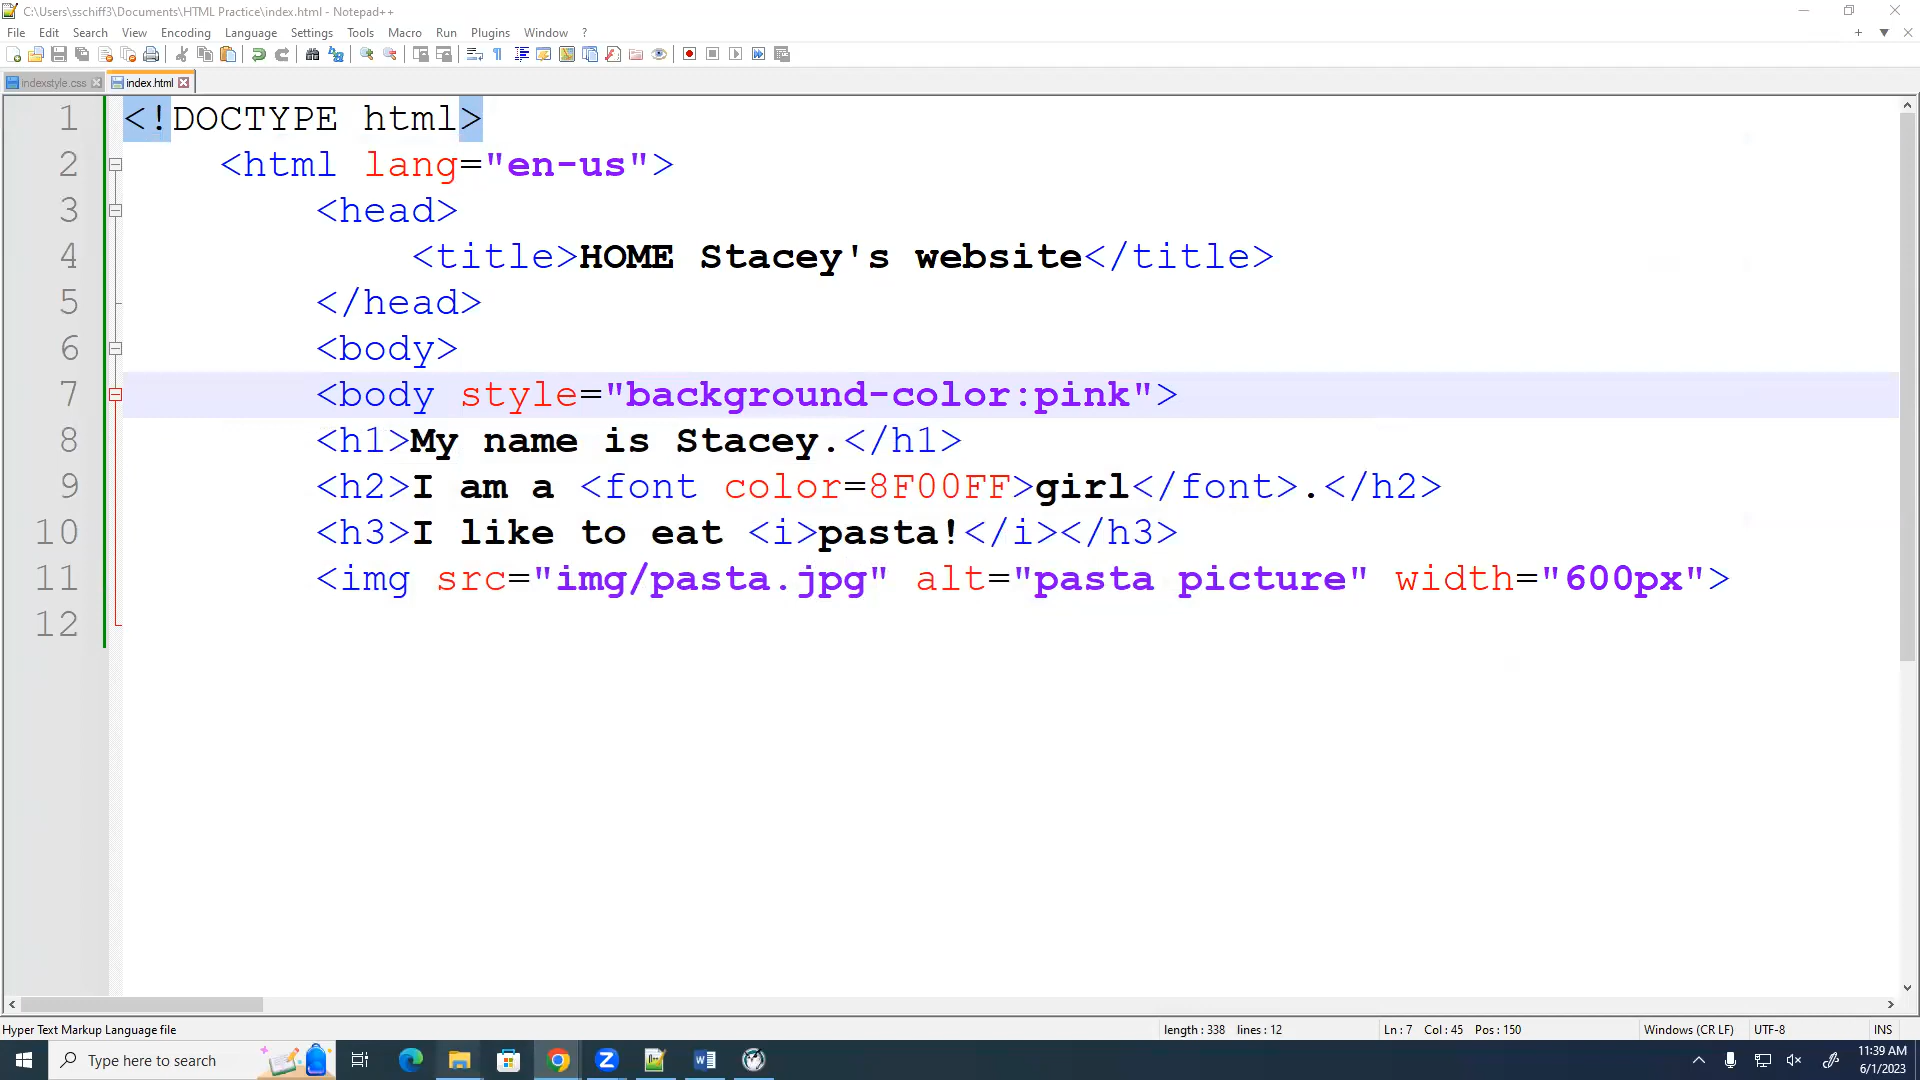 C:\Users\sschiff3\Documents\HTML Practice\index.html - Notepad++
File Edit Search View Encoding Language Settings Tools Macro Run Plugins Window ?
indexstyle.css index.html
1 <!DOCTYPE html>
2 <html lang="en-us">
3 <head>
4 <title>HOME Stacey's website</title>
5 </head>
6 <body>
7 <body style="background-color:pink">
8 <h1>My name is Stacey.</h1>
9 <h2>I am a <font color=8F00FF>girl</font>.</h2>
10 <h3>I like to eat <i>pasta!</i></h3>
11 <img src="img/pasta.jpg" alt="pasta picture" width="600px">
12
Hyper Text Markup Language file length : 338 lines : 12 Ln : 7 Col : 45 Pos : 150 Windows (CR LF) UTF-8 INS
Type here to search
11:39 AM
6/1/2023